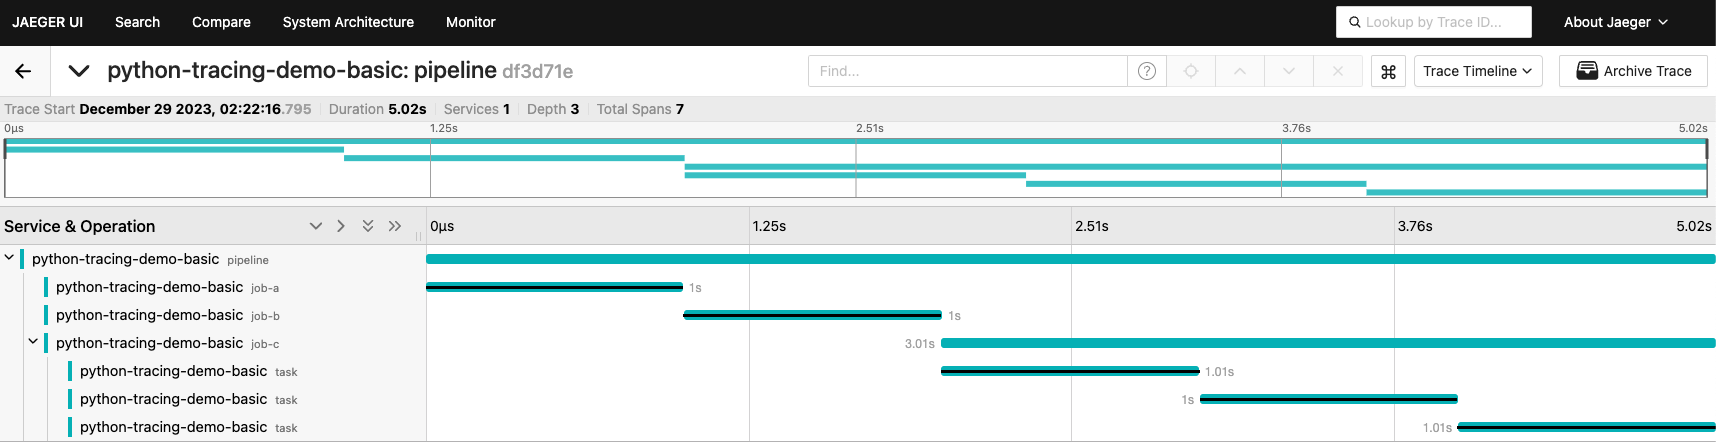 JAEGER UI Search Compare System Architecture Monitor Lookup by Trace ID... About Jaeger
python-tracing-demo-basic: pipeline df3d71e Find... ? ⌘ Trace Timeline Archive Trace
Trace Start December 29 2023, 02:22:16.795 Duration 5.02s Services 1 Depth 3 Total Spans 7
0μs 1.25s 2.51s 3.76s 5.02s
Service & Operation 0μs 1.25s 2.51s 3.76s 5.02s
python-tracing-demo-basic pipeline
python-tracing-demo-basic job-a 1s
python-tracing-demo-basic job-b 1s
python-tracing-demo-basic job-c 3.01s
python-tracing-demo-basic task 1.01s
python-tracing-demo-basic task 1s
python-tracing-demo-basic task 1.01s